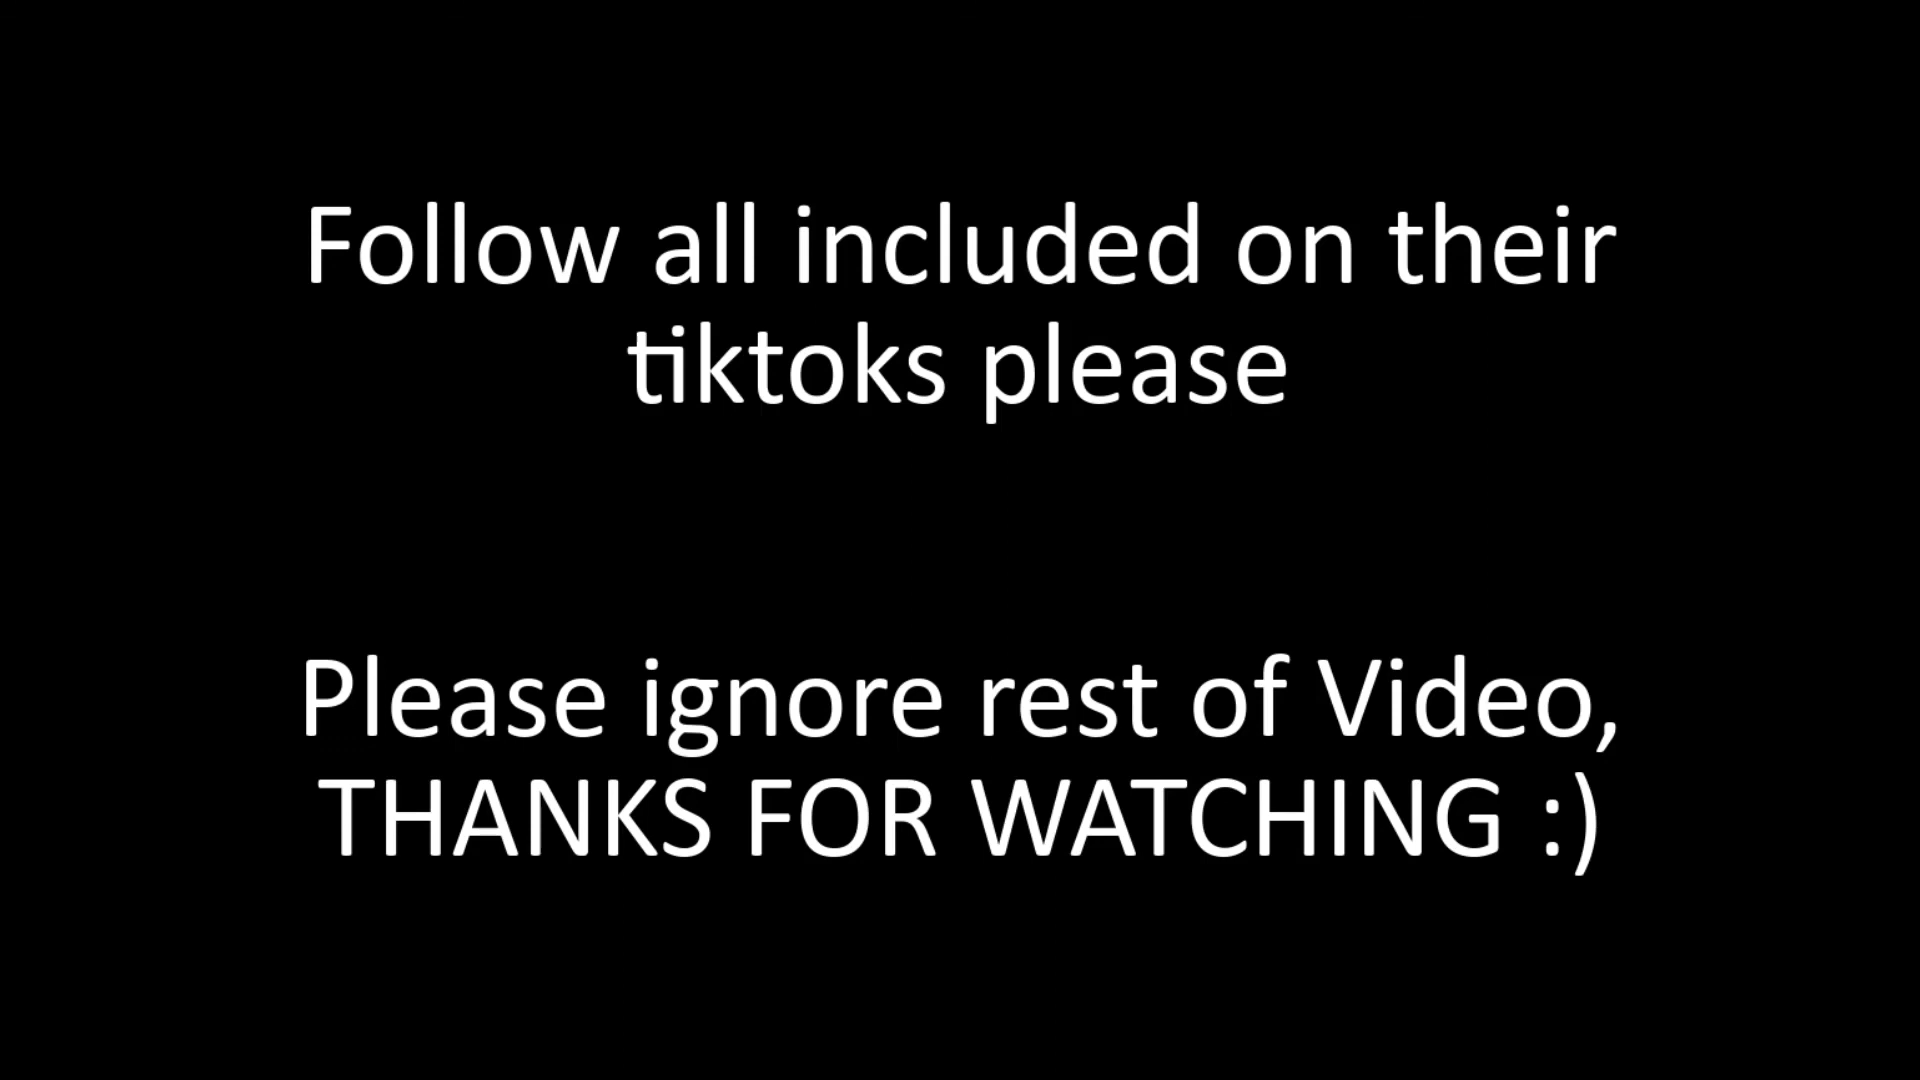 Follow all included on their
tiktoks please
Please ignore rest of Video,
THANKS FOR WATCHING :)